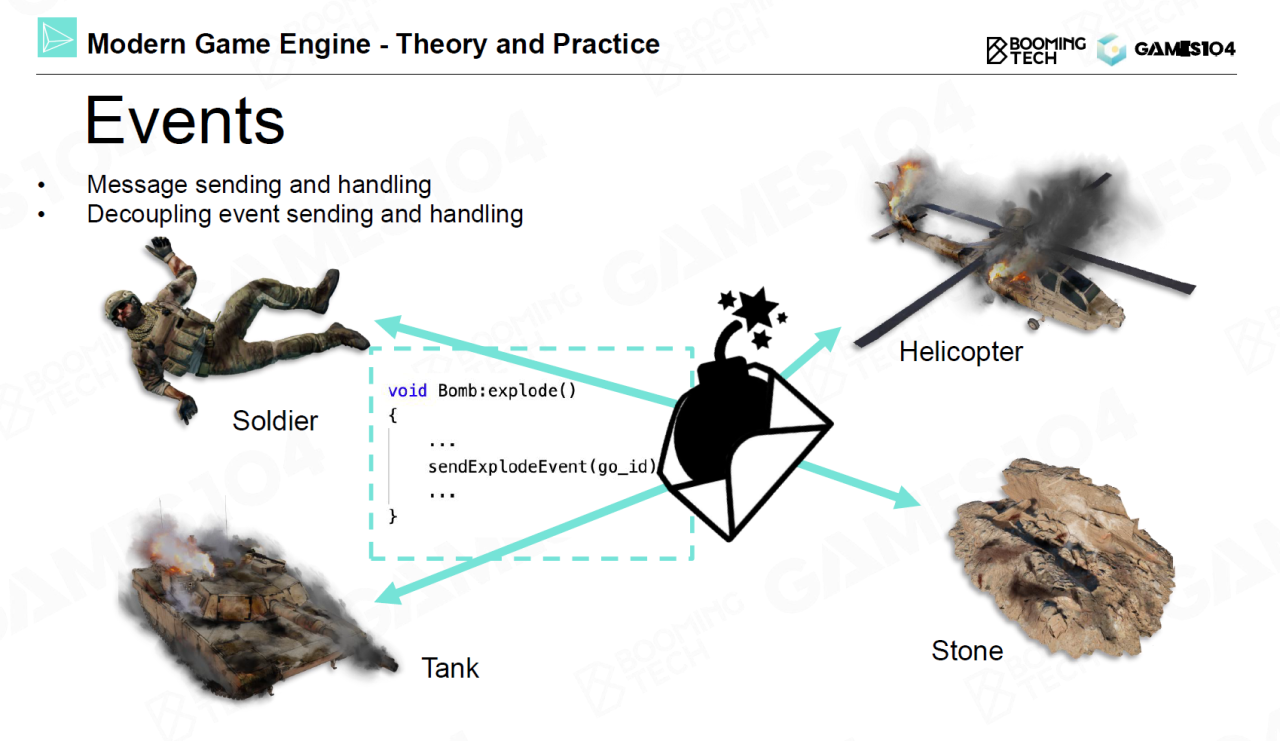 Modern Game Engine - Theory and Practice
BOOMING
TECH
GAMES104
Events
• Message sending and handling
• Decoupling event sending and handling
Helicopter
Soldier
void Bomb:explode()
{
...
sendExplodeEvent(go_id)
...
}
Stone
Tank